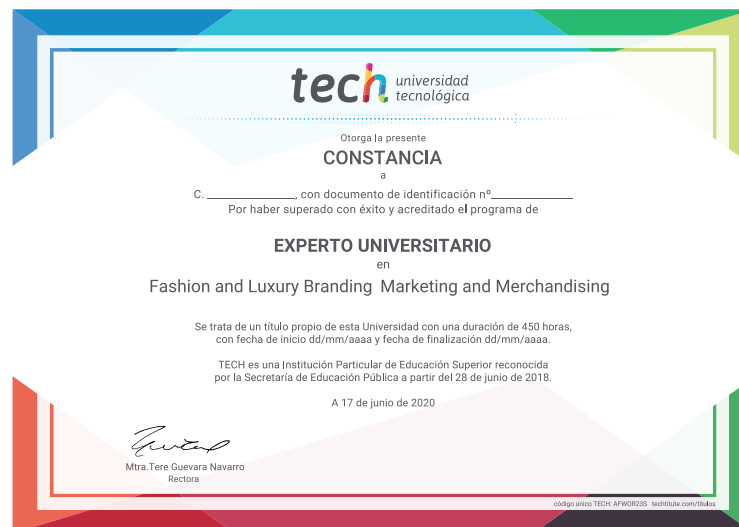 tech universidad
tecnológica
Otorga la presente
CONSTANCIA
a
C. ________________, con documento de identificación nº______________
Por haber superado con éxito y acreditado el programa de
EXPERTO UNIVERSITARIO
en
Fashion and Luxury Branding Marketing and Merchandising
Se trata de un título propio de esta Universidad con una duración de 450 horas,
con fecha de inicio dd/mm/aaaa y fecha de finalización dd/mm/aaaa.
TECH es una Institución Particular de Educación Superior reconocida
por la Secretaría de Educación Pública a partir del 28 de junio de 2018.
A 17 de junio de 2020
Mtra.Tere Guevara Navarro
Rectora
código único TECH: AFWOR23S techtitute.com/titulos